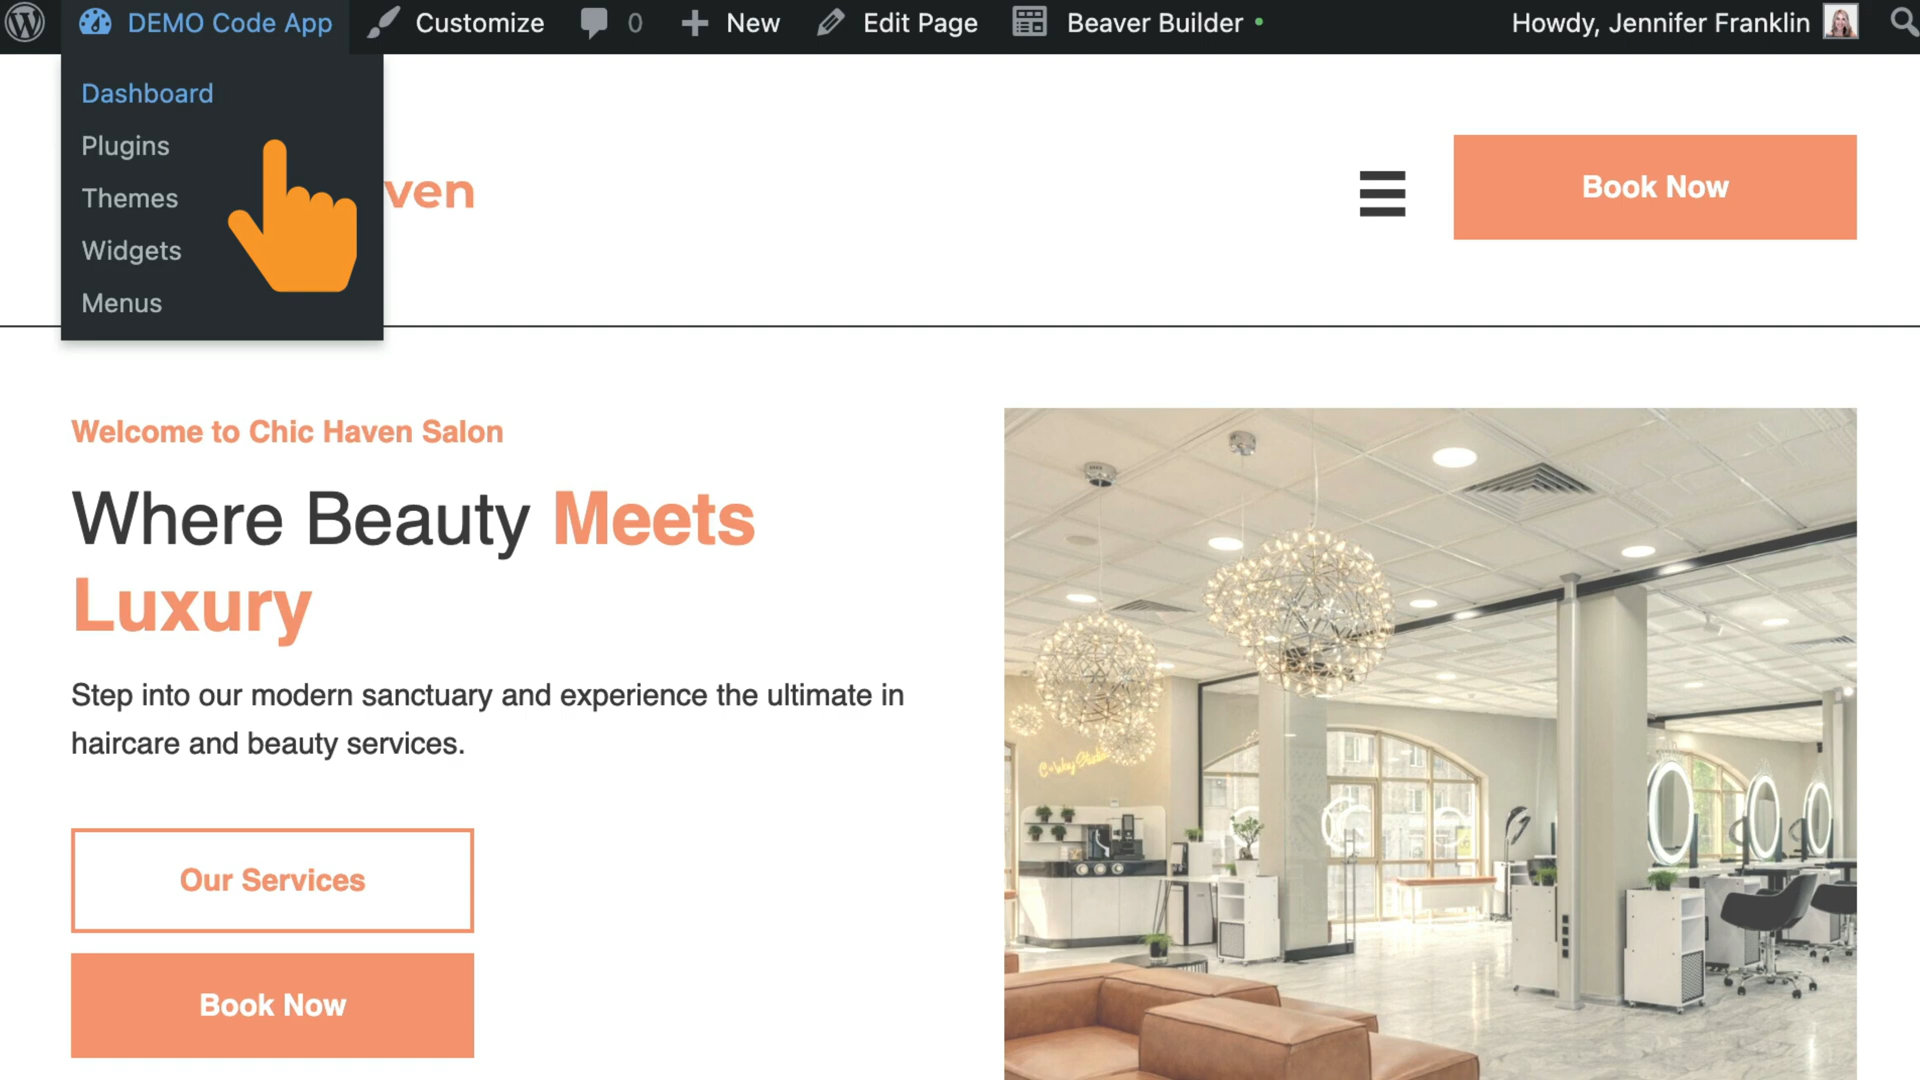 DEMO Code App
Customize
0
New
Edit Page
Beaver Builder
Howdy, Jennifer Franklin
Dashboard
Plugins
Themes
Widgets
Menus
ven
Book Now
Welcome to Chic Haven Salon
Where Beauty Meets
Luxury
Step into our modern sanctuary and experience the ultimate in
haircare and beauty services.
Our Services
Book Now